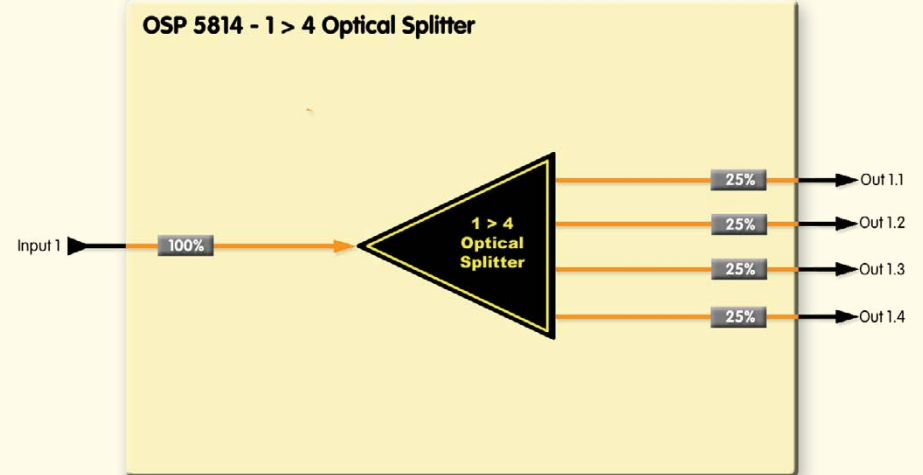 OSP 5814 - 1 > 4 Optical Splitter
Input 1
100%
1 > 4
Optical
Splitter
25%
Out 1.1
25%
Out 1.2
25%
Out 1.3
25%
Out 1.4